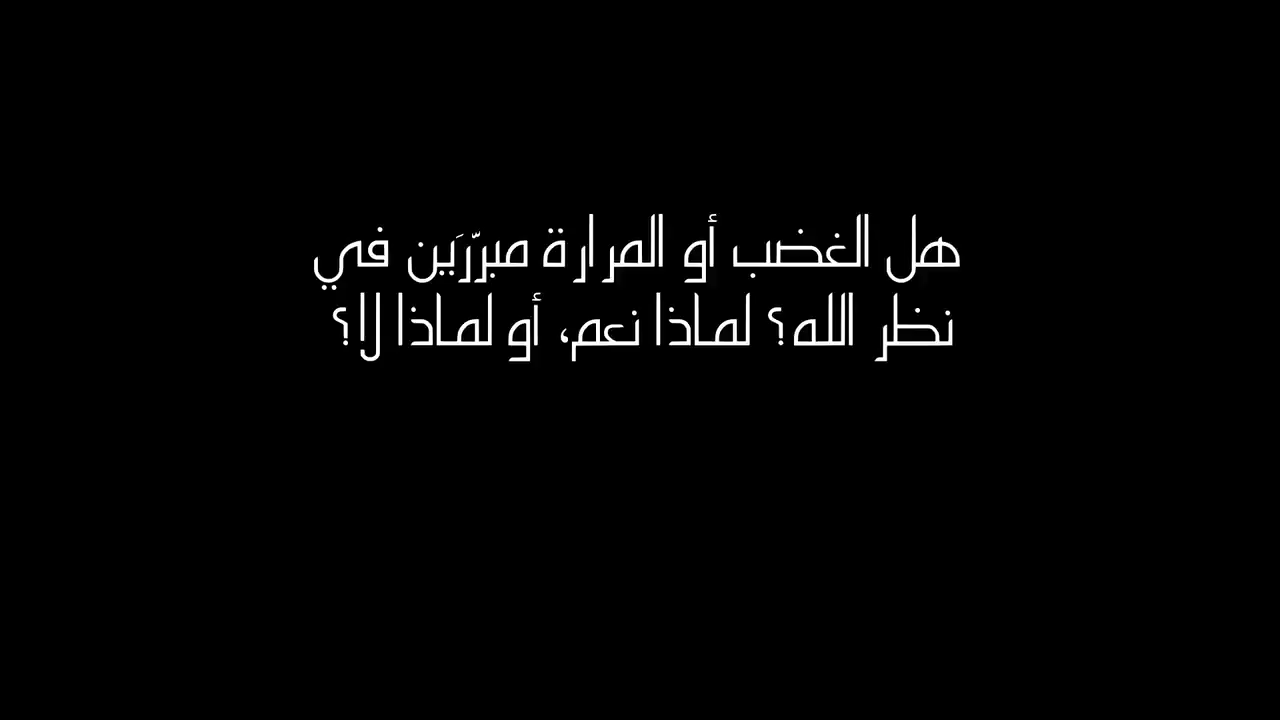 هل الغضب أو المرارة مبرّرَين في
نظر الله؟ لماذا نعم، أو لماذا لا؟